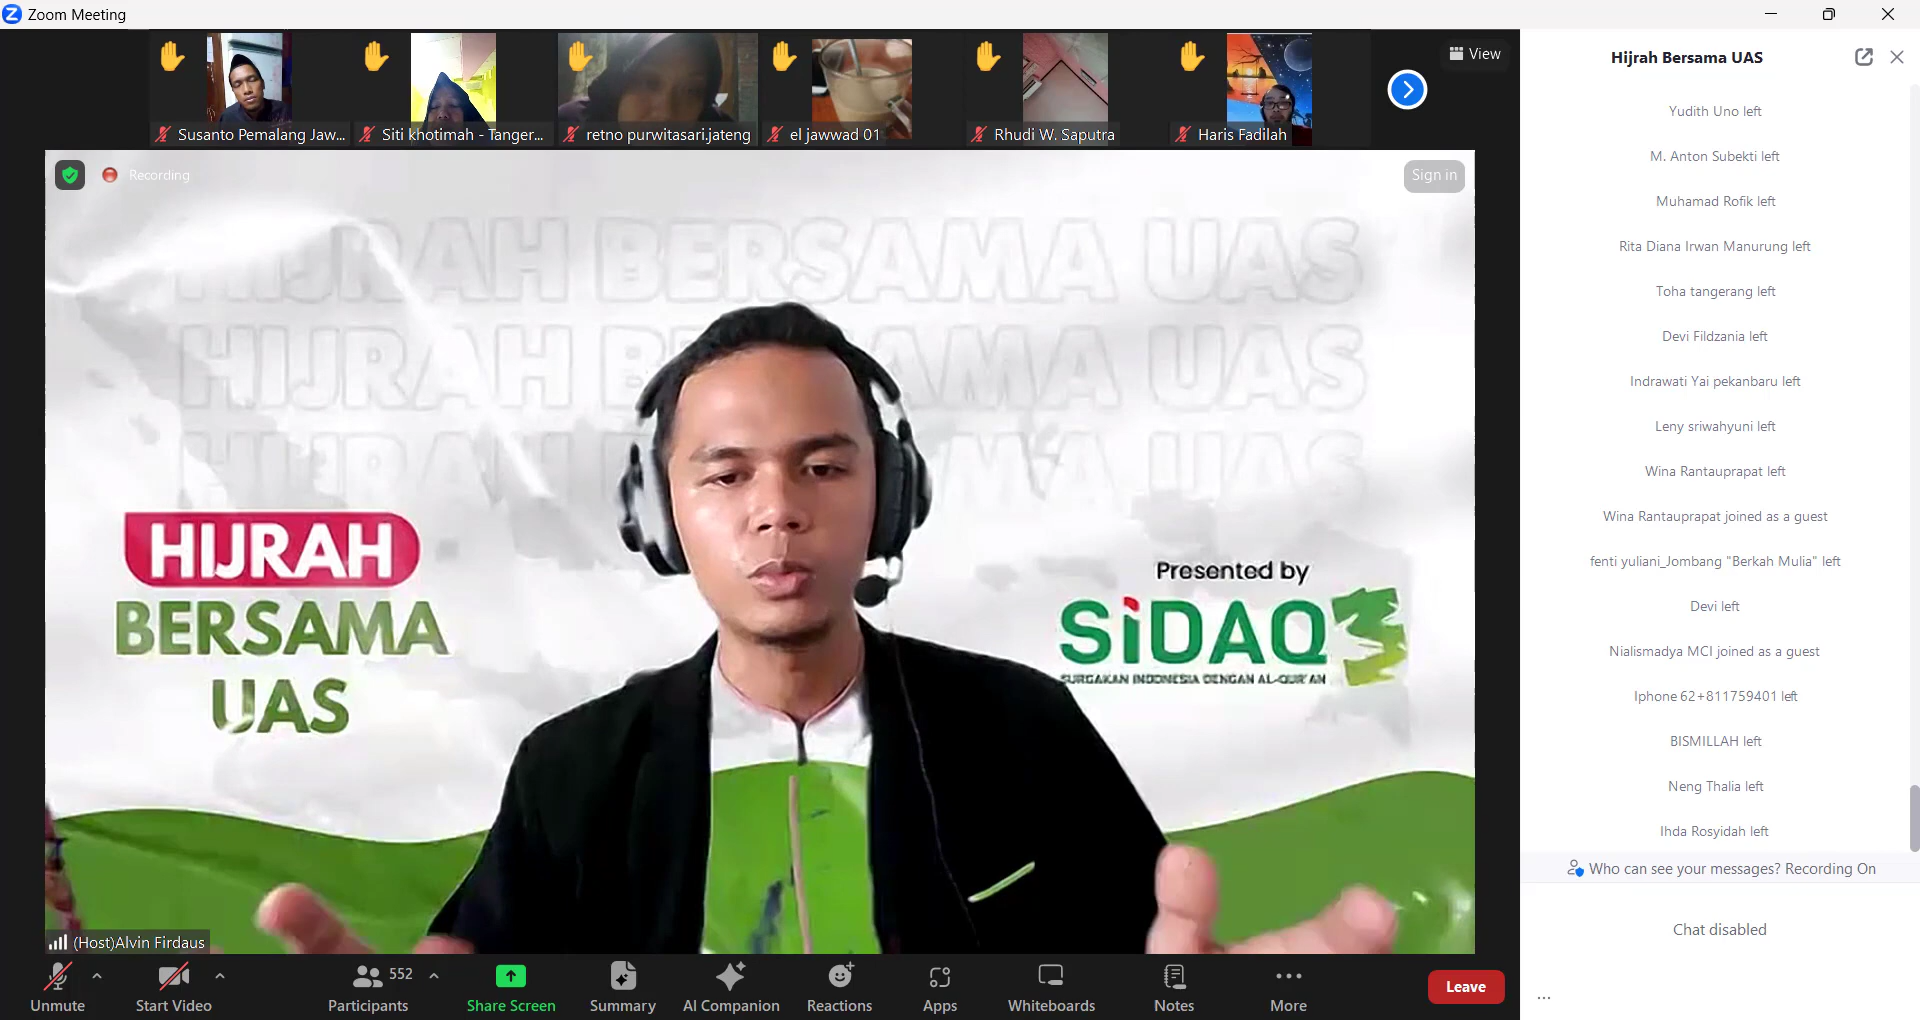 Zoom Meeting
Susanto Pemalang Jaw...
Siti khotimah - Tanger...
retno purwitasari.jateng
el jawwad 01
Rhudi W. Saputra
Haris Fadilah
View
Recording
Sign in
HIJRAH BERSAMA UAS
HIJRAH BERSAMA UAS
HIJRAH BERSAMA UAS
HIJRAH
BERSAMA
UAS
Presented by
SiDAQ
SURGAKAN INDONESIA DENGAN AL-QUR'AN
(Host)Alvin Firdaus
Unmute
Start Video
552
Participants
Share Screen
Summary
AI Companion
Reactions
Apps
Whiteboards
Notes
More
Leave
Hijrah Bersama UAS
Yudith Uno left
M. Anton Subekti left
Muhamad Rofik left
Rita Diana Irwan Manurung left
Toha tangerang left
Devi Fildzania left
Indrawati Yai pekanbaru left
Leny sriwahyuni left
Wina Rantauprapat left
Wina Rantauprapat joined as a guest
fenti yuliani_Jombang "Berkah Mulia" left
Devi left
Nialismadya MCI joined as a guest
Iphone 62+811759401 left
BISMILLAH left
Neng Thalia left
Ihda Rosyidah left
Who can see your messages? Recording On
Chat disabled
...